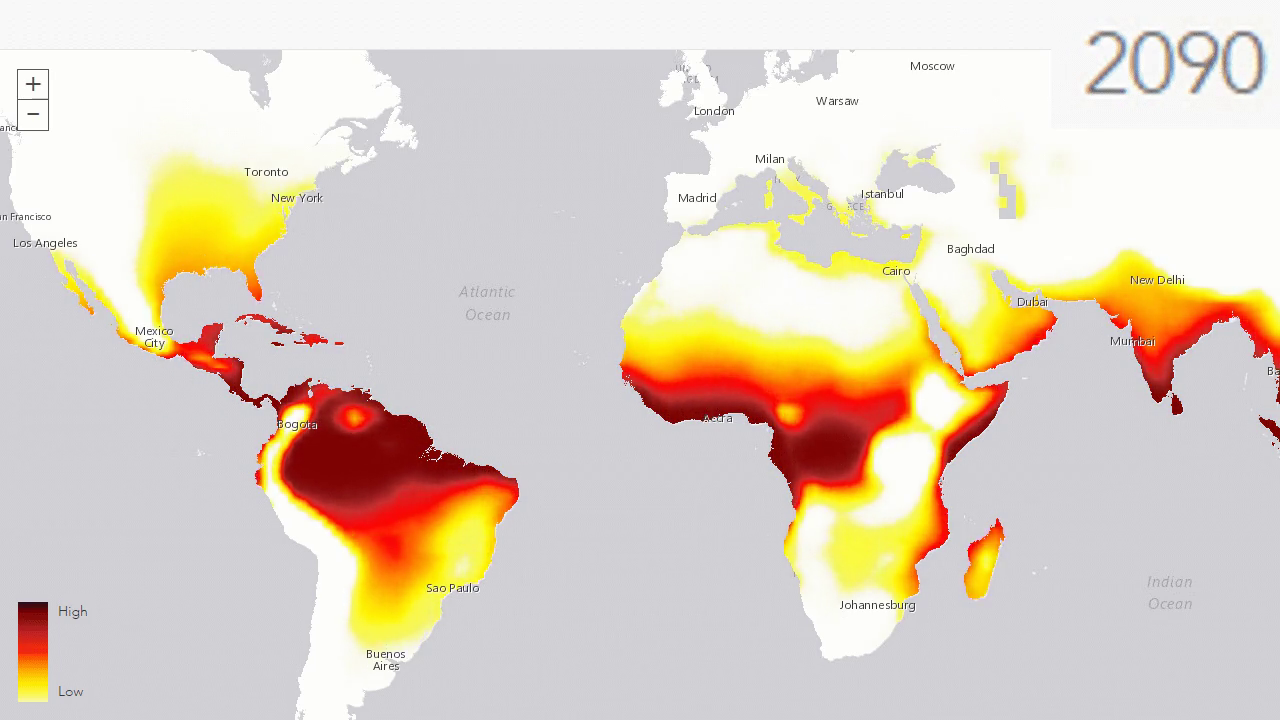 2090
+
−
Moscow
Warsaw
London
Toronto
Milan
New York
Madrid
Istanbul
n Francisco
Los Angeles
Baghdad
Cairo
New Delhi
Atlantic
Ocean
Dubai
Mexico
City
Mumbai
Ba
Accra
Bogota
Sao Paulo
Indian
Ocean
Johannesburg
High
Buenos
Aires
Low